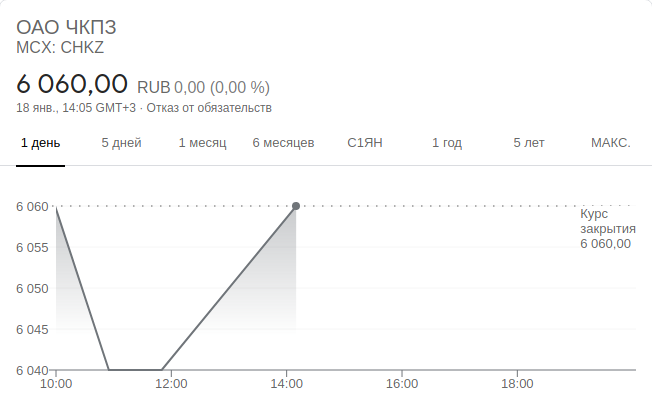 ОАО ЧКПЗ
MCX: CHKZ
6 060,00 RUB 0,00 (0,00 %)
18 янв., 14:05 GMT+3 · Отказ от обязательств
1 день 5 дней 1 месяц 6 месяцев С1ЯН 1 год 5 лет МАКС.
6 060
Курс
закрытия
6 060,00
6 055
6 050
6 045
6 040
10:00 12:00 14:00 16:00 18:00